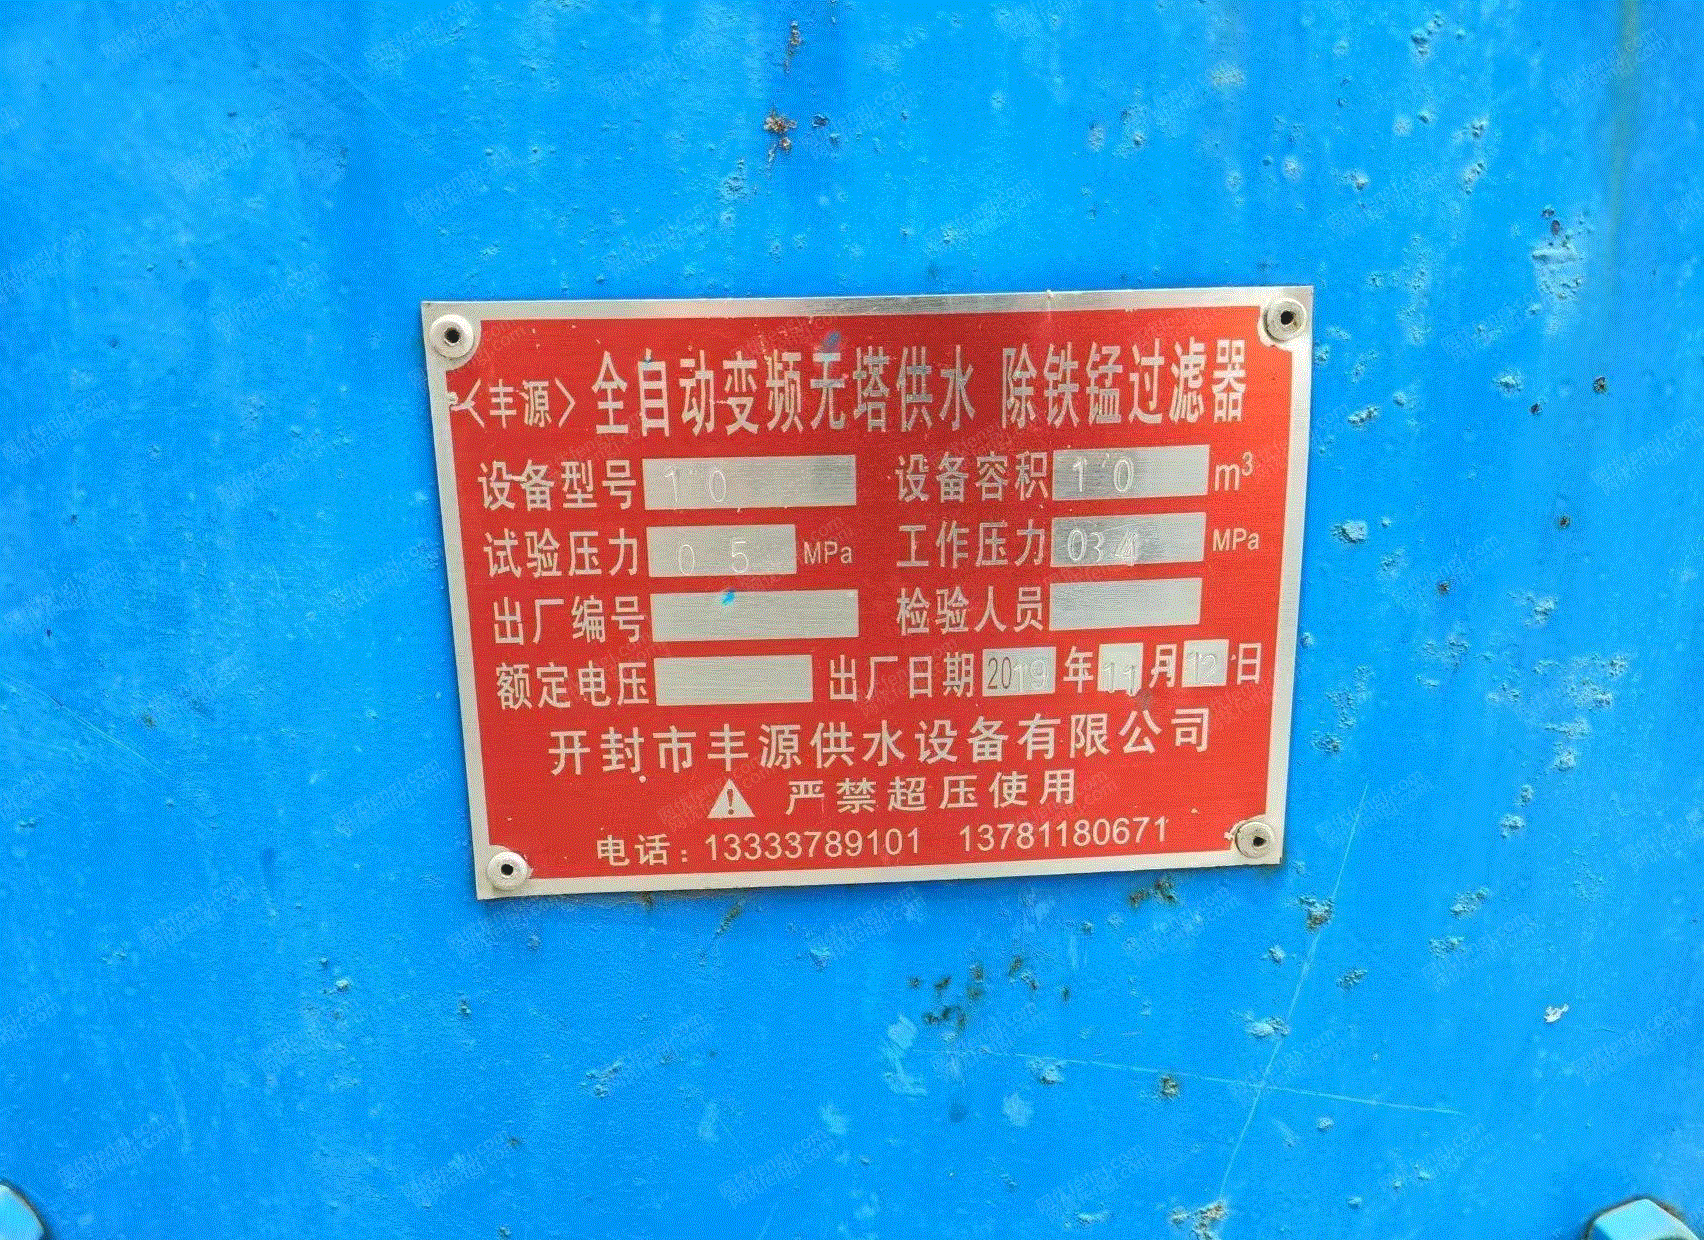 〈丰源〉全自动变频无塔供水 除铁锰过滤器
设备型号 10 设备容积 10 m³
试验压力 0 5 MPa 工作压力 034 MPa
出厂编号 检验人员
额定电压 出厂日期 2019 年 11 月 12 日
开封市丰源供水设备有限公司
严禁超压使用
电话：13333789101 13781180671